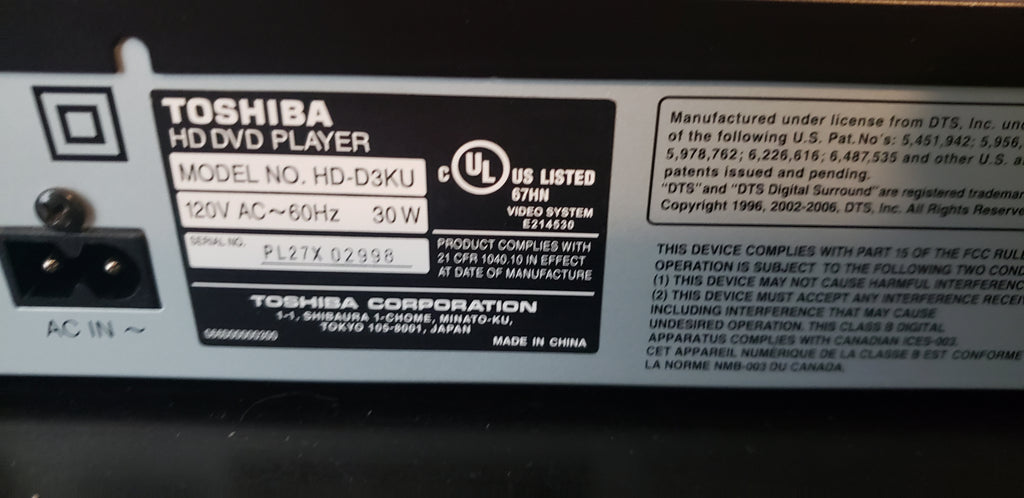 TOSHIBA
HD DVD PLAYER
MODEL NO. HD-D3KU
120V AC~60Hz 30W
SERIAL NO.
PL27X 02998
C UL US LISTED
67HN
VIDEO SYSTEM
E214530
PRODUCT COMPLIES WITH
21 CFR 1040.10 IN EFFECT
AT DATE OF MANUFACTURE
TOSHIBA CORPORATION
1-1, SHIBAURA 1-CHOME, MINATO-KU,
TOKYO 105-8001, JAPAN
MADE IN CHINA
AC IN ~
Manufactured under license from DTS, Inc.
of the following U.S. Pat. No's: 5,451,942; 5,956,
5,978,762; 6,226,616; 6,487,535 and other U.S.
patents issued and pending.
"DTS" and "DTS Digital Surround" are registered
Copyright 1996, 2002-2006, DTS, Inc. All Rights
THIS DEVICE COMPLIES WITH PART 15 OF THE FCC
OPERATION IS SUBJECT TO THE FOLLOWING TWO
(1) THIS DEVICE MAY NOT CAUSE HARMFUL
(2) THIS DEVICE MUST ACCEPT ANY INTERFERENCE
INCLUDING INTERFERENCE THAT MAY CAUSE
UNDESIRED OPERATION. THIS CLASS B DIGITAL
APPARATUS COMPLIES WITH CANADIAN ICES-003.
CET APPAREIL NUMÉRIQUE DE LA CLASSE B EST CONFORME
LA NORME NMB-003 DU CANADA.